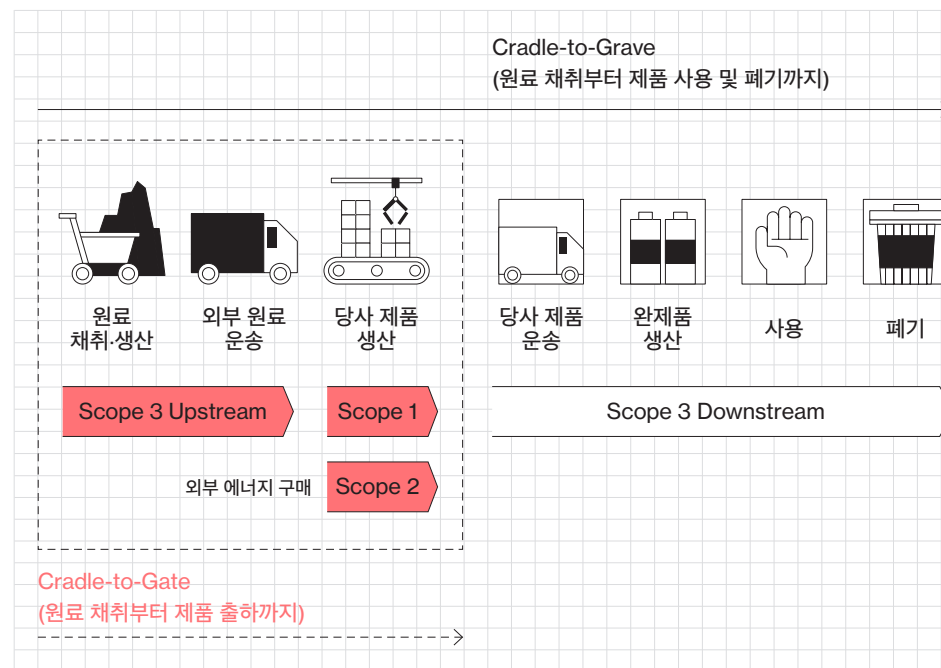 Cradle-to-Grave
(원료 채취부터 제품 사용 및 폐기까지)
원료
채취·생산
외부 원료
운송
당사 제품
생산
당사 제품
운송
완제품
생산
사용
폐기
Scope 3 Upstream
Scope 1
Scope 3 Downstream
외부 에너지 구매
Scope 2
Cradle-to-Gate
(원료 채취부터 제품 출하까지)